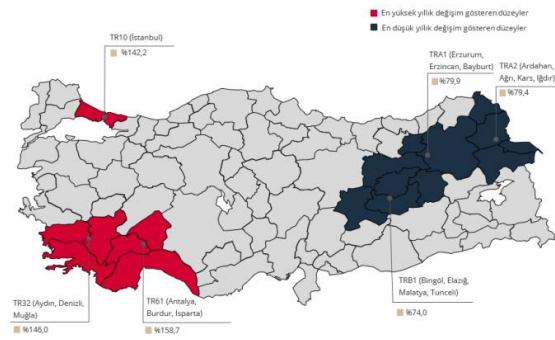 En yüksek yıllık değişim gösteren düzeyler
En düşük yıllık değişim gösteren düzeyler
TR10 (İstanbul)
%142,2
TRA1 (Erzurum,
Erzincan, Bayburt)
%79,9
TRA2 (Ardahan,
Ağrı, Kars, Iğdır)
%79,4
TR32 (Aydın, Denizli,
Muğla)
%146,0
TR61 (Antalya,
Burdur, Isparta)
%158,7
TRB1 (Bingöl, Elazığ,
Malatya, Tunceli)
%74,0